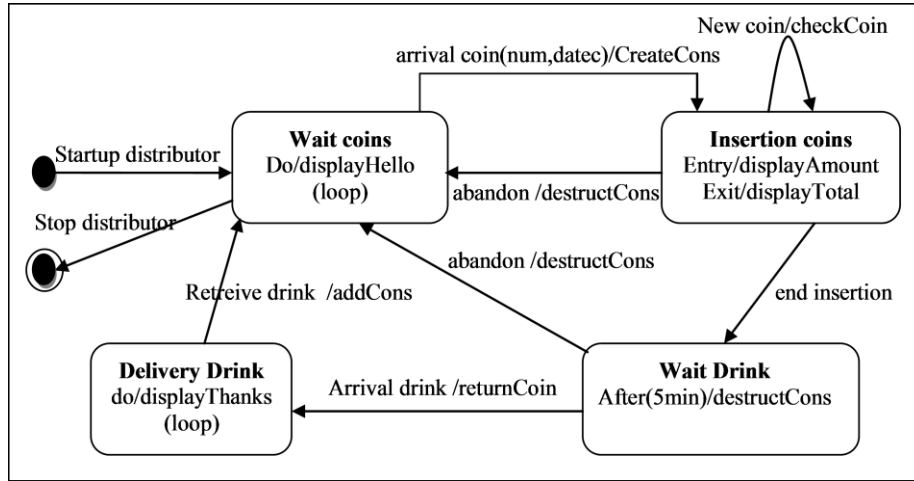 New coin/checkCoin
arrival coin(num,datec)/CreateCons
Wait coins
Do/displayHello
(loop)
Insertion coins
Entry/displayAmount
Exit/displayTotal
Startup distributor
abandon /destructCons
Stop distributor
abandon /destructCons
Retreive drink /addCons
end insertion
Delivery Drink
do/displayThanks
(loop)
Arrival drink /returnCoin
Wait Drink
After(5min)/destructCons